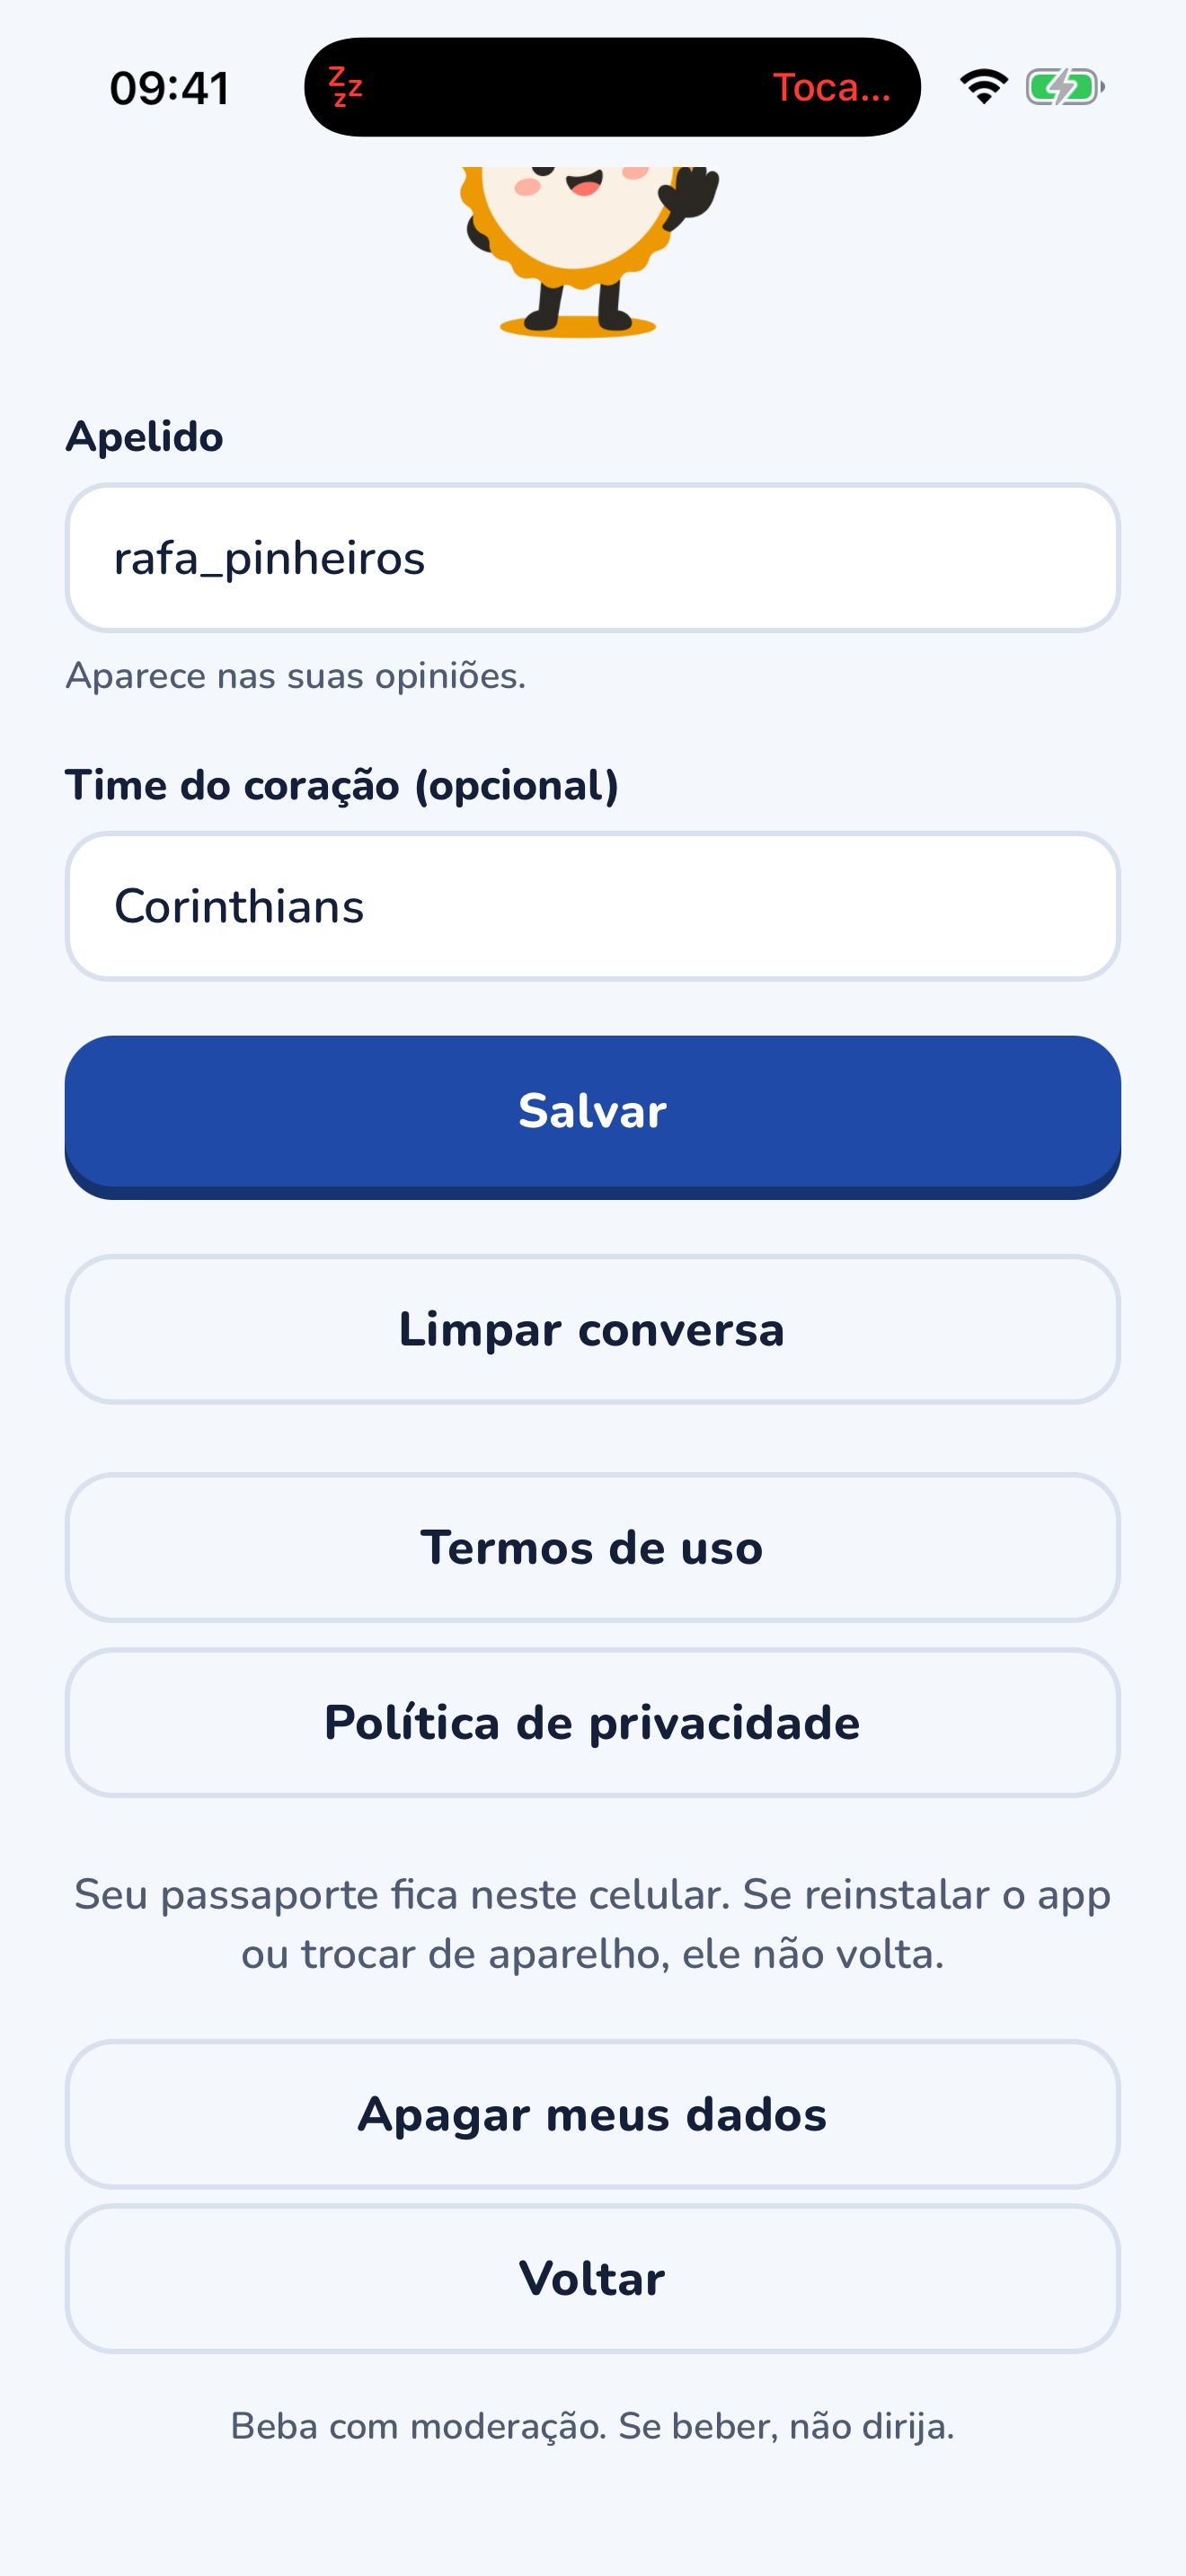 09:41
zzz
Toca...
Apelido
rafa_pinheiros
Aparece nas suas opiniões.
Time do coração (opcional)
Corinthians
Salvar
Limpar conversa
Termos de uso
Política de privacidade
Seu passaporte fica neste celular. Se reinstalar o app
ou trocar de aparelho, ele não volta.
Apagar meus dados
Voltar
Beba com moderação. Se beber, não dirija.